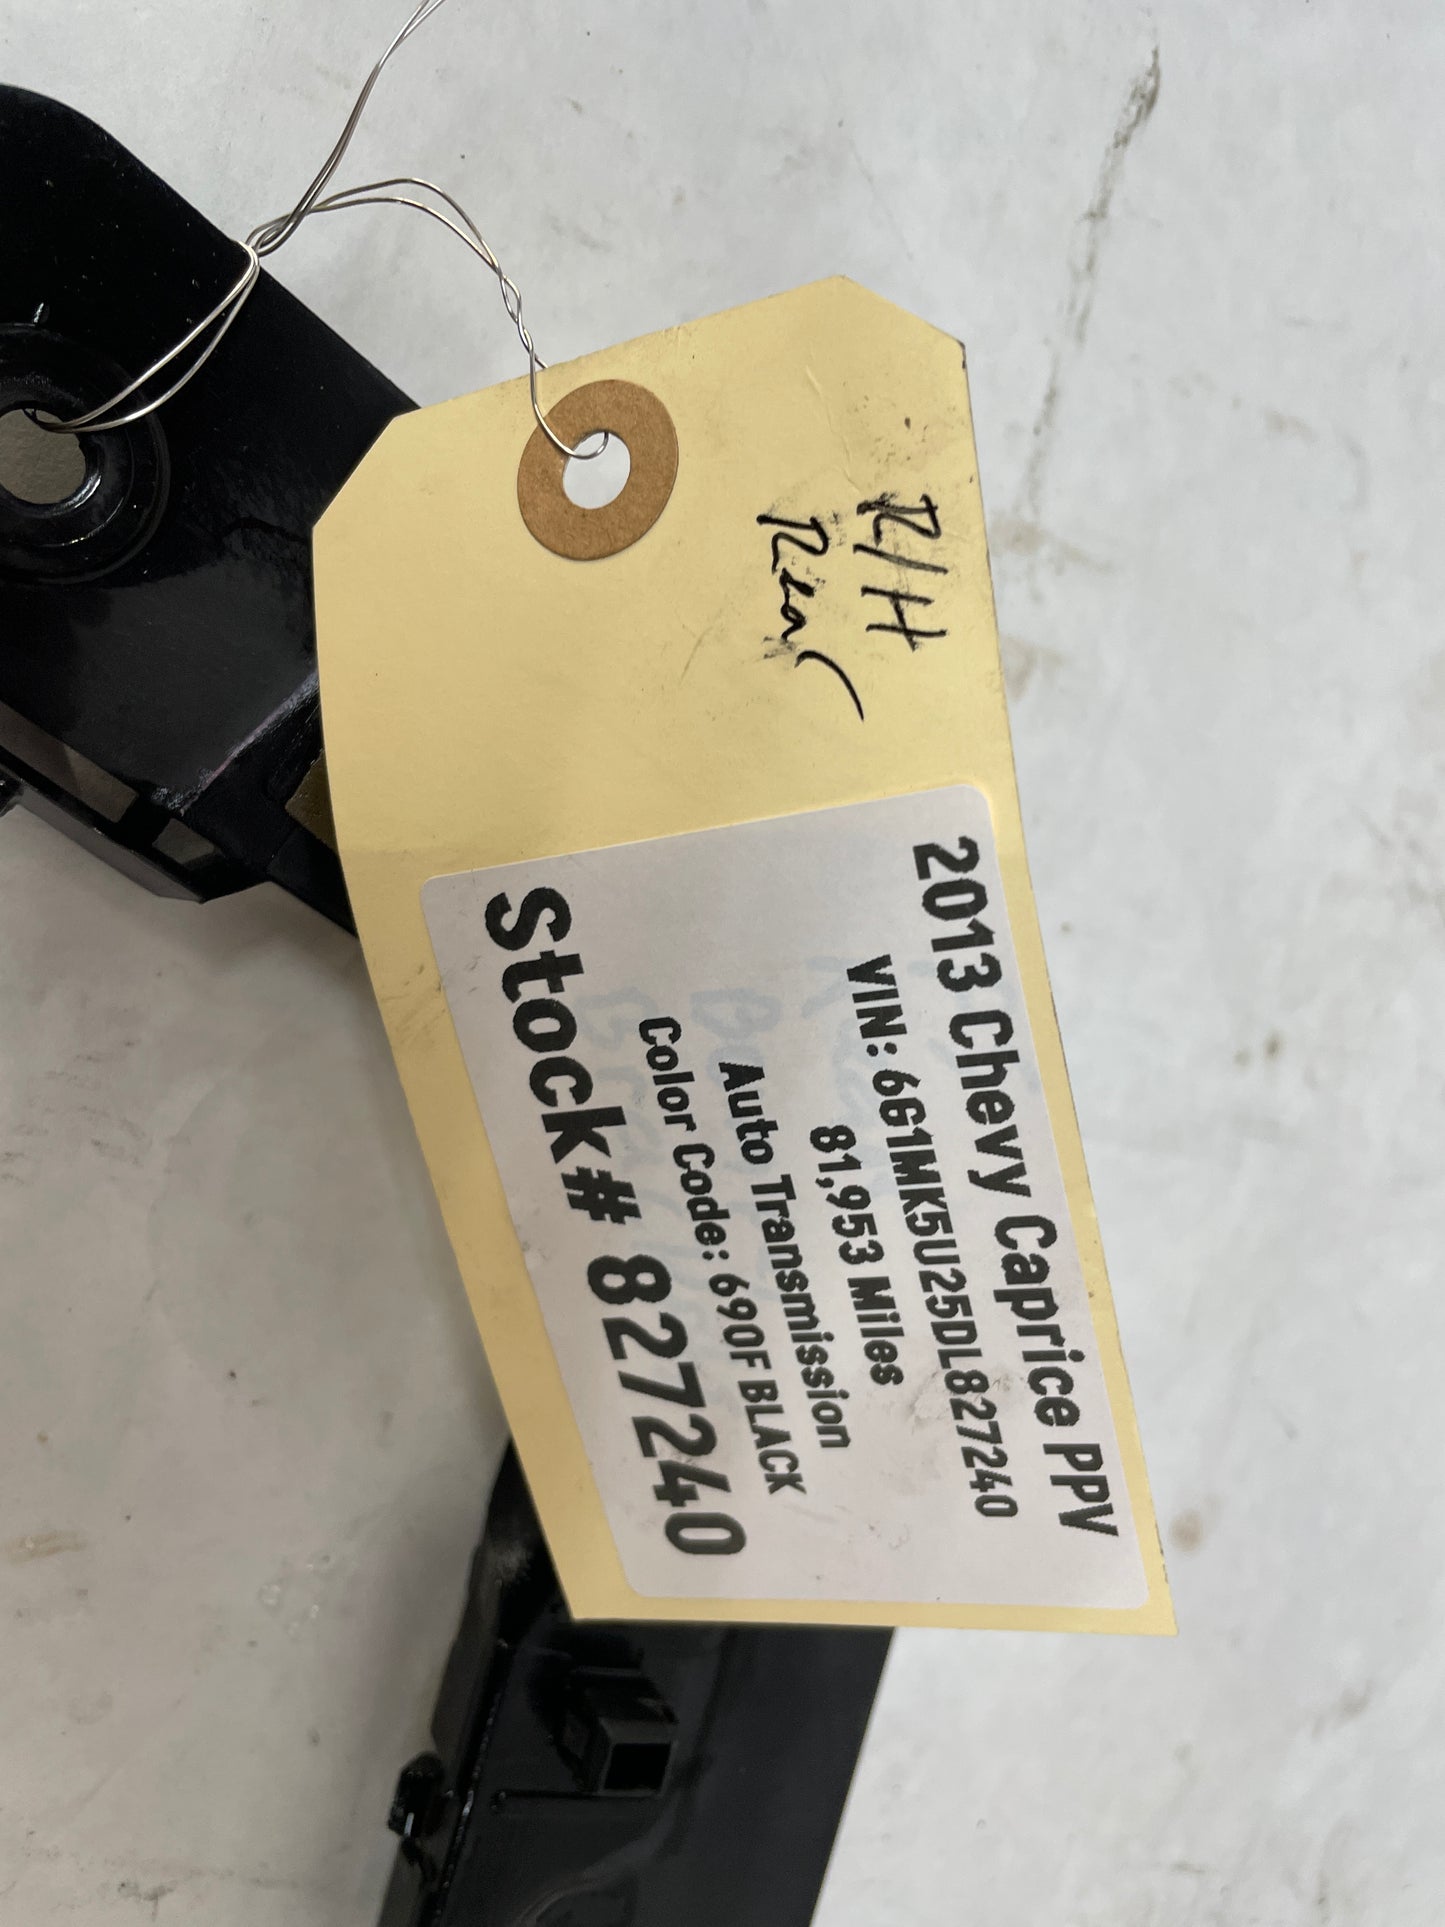 R/H
Rear
2013 Chevy Caprice PPV
VIN: 6G1MK5U25DL827240
81,953 Miles
Auto Transmission
Color Code: 690F BLACK
Stock# 827240